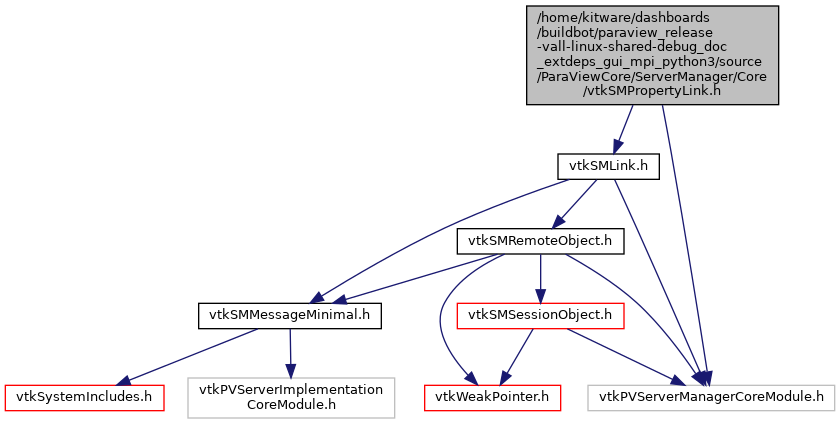 /home/kitware/dashboards
/buildbot/paraview_release
-vall-linux-shared-debug_doc
_extdeps_gui_mpi_python3/source
/ParaViewCore/ServerManager/Core
/vtkSMPropertyLink.h
vtkSMLink.h
vtkSMRemoteObject.h
vtkSMMessageMinimal.h
vtkSMSessionObject.h
vtkSystemIncludes.h
vtkPVServerImplementation
CoreModule.h
vtkWeakPointer.h
vtkPVServerManagerCoreModule.h